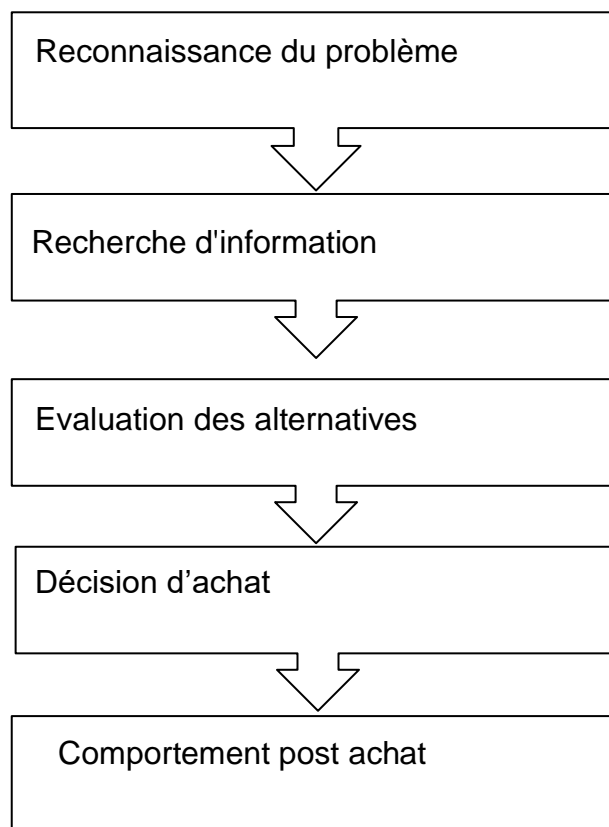 Reconnaissance du problème
Recherche d'information
Evaluation des alternatives
Décision d’achat
Comportement post achat